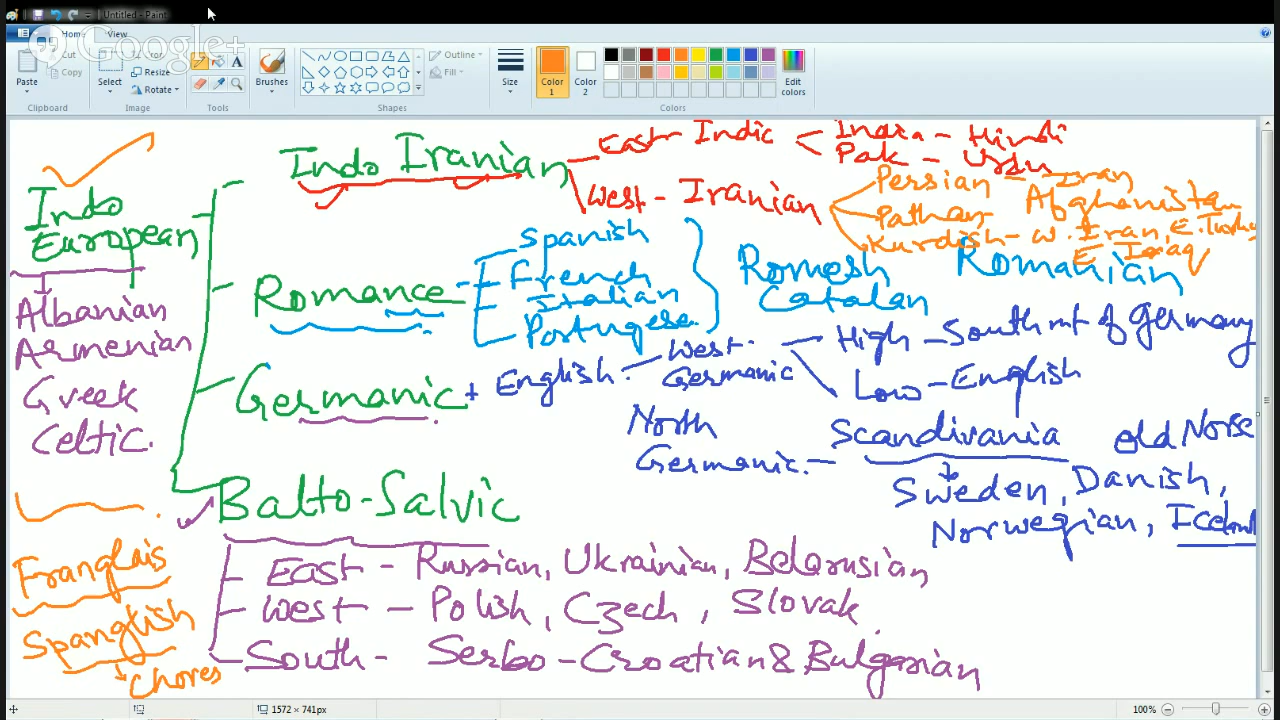 Untitled - Paint
Google+
Home View
Paste
Cut
Copy
Clipboard
Select
Crop
Resize
Rotate
Image
A
Tools
Brushes
Shapes
Outline
Fill
Size
Color 1
Color 2
Edit colors
Colors
Indo Iranian
East - Indic
India - Hindi
Pak - Urdu
West - Iranian
Persian - Iran
Pathan - Afghanistan
Kurdish - W. Iran, E. Turky
E Iraq
Indo
European
Albanian
Armenian
Greek
Celtic.
Romance
Spanish
French
Italian
Portugese.
Romesh Romanian
Catalan
Germanic + English.
West.
Germanic
High - South mt of Germany
Low - English
North
Germanic. - Scandivania old Norse
Sweden, Danish,
Norwegian,
Balto-Salvic
East - Russian, Ukrainian, Belarusian
West - Polish, Czech, Slovak.
South - Serbo-Croatian & Bulgarian
Franglais
Spanglish
Chores
1572 × 741px
100%